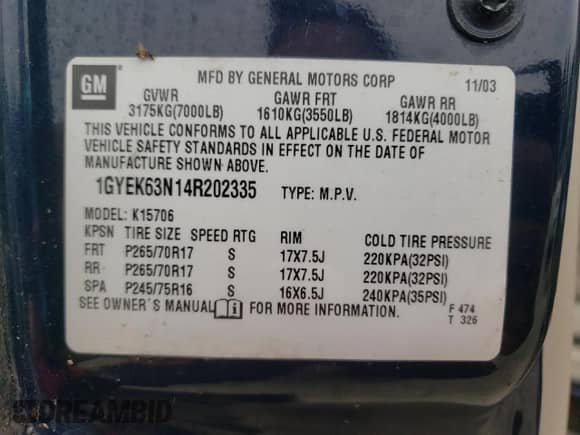 GM
MFD BY GENERAL MOTORS CORP 11/03
GVWR GAWR FRT GAWR RR
3175KG(7000LB) 1610KG(3550LB) 1814KG(4000LB)
THIS VEHICLE CONFORMS TO ALL APPLICABLE U.S. FEDERAL MOTOR
VEHICLE SAFETY STANDARDS IN EFFECT ON THE DATE OF
MANUFACTURE SHOWN ABOVE.
1GYEK63N14R202335 TYPE: M.P.V.
MODEL: K15706
KPSN TIRE SIZE SPEED RTG RIM COLD TIRE PRESSURE
FRT P265/70R17 S 17X7.5J 220KPA(32PSI)
RR P265/70R17 S 17X7.5J 220KPA(32PSI)
SPA P245/75R16 S 16X6.5J 240KPA(35PSI)
SEE OWNER'S MANUAL i FOR MORE INFORMATION.
F 474
T 326
DREAMBID